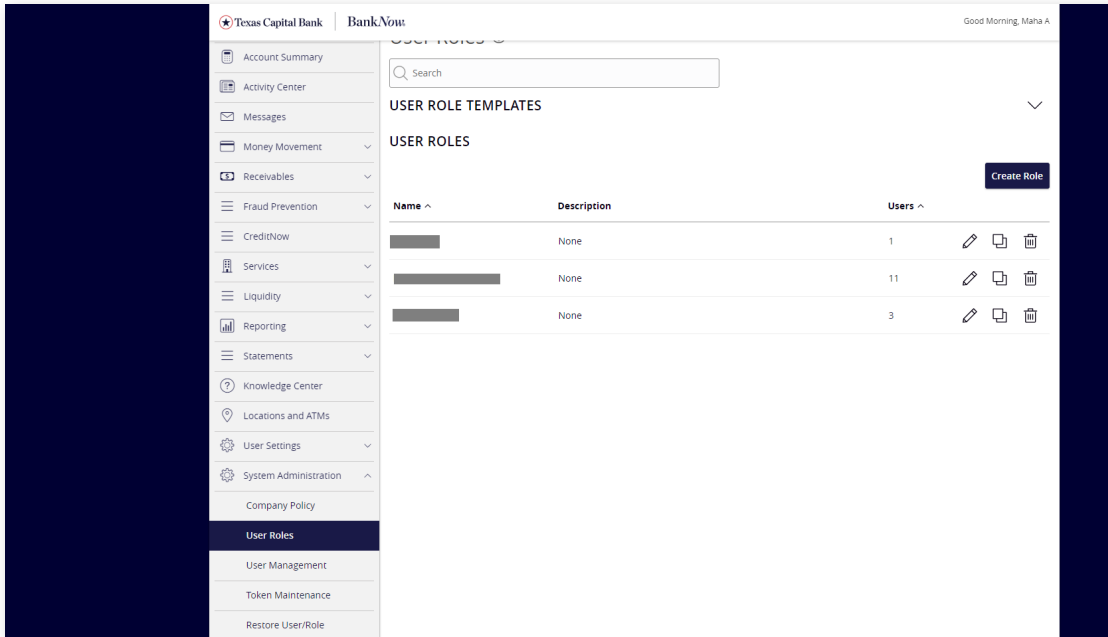 Texas Capital Bank BankNow
Good Morning, Maha A
Account Summary
Activity Center
Messages
Money Movement
Receivables
Fraud Prevention
CreditNow
Services
Liquidity
Reporting
Statements
Knowledge Center
Locations and ATMs
User Settings
System Administration
Company Policy
User Roles
User Management
Token Maintenance
Restore User/Role
User Roles
Search
USER ROLE TEMPLATES
USER ROLES
Create Role
Name Description Users
None 1
None 11
None 3